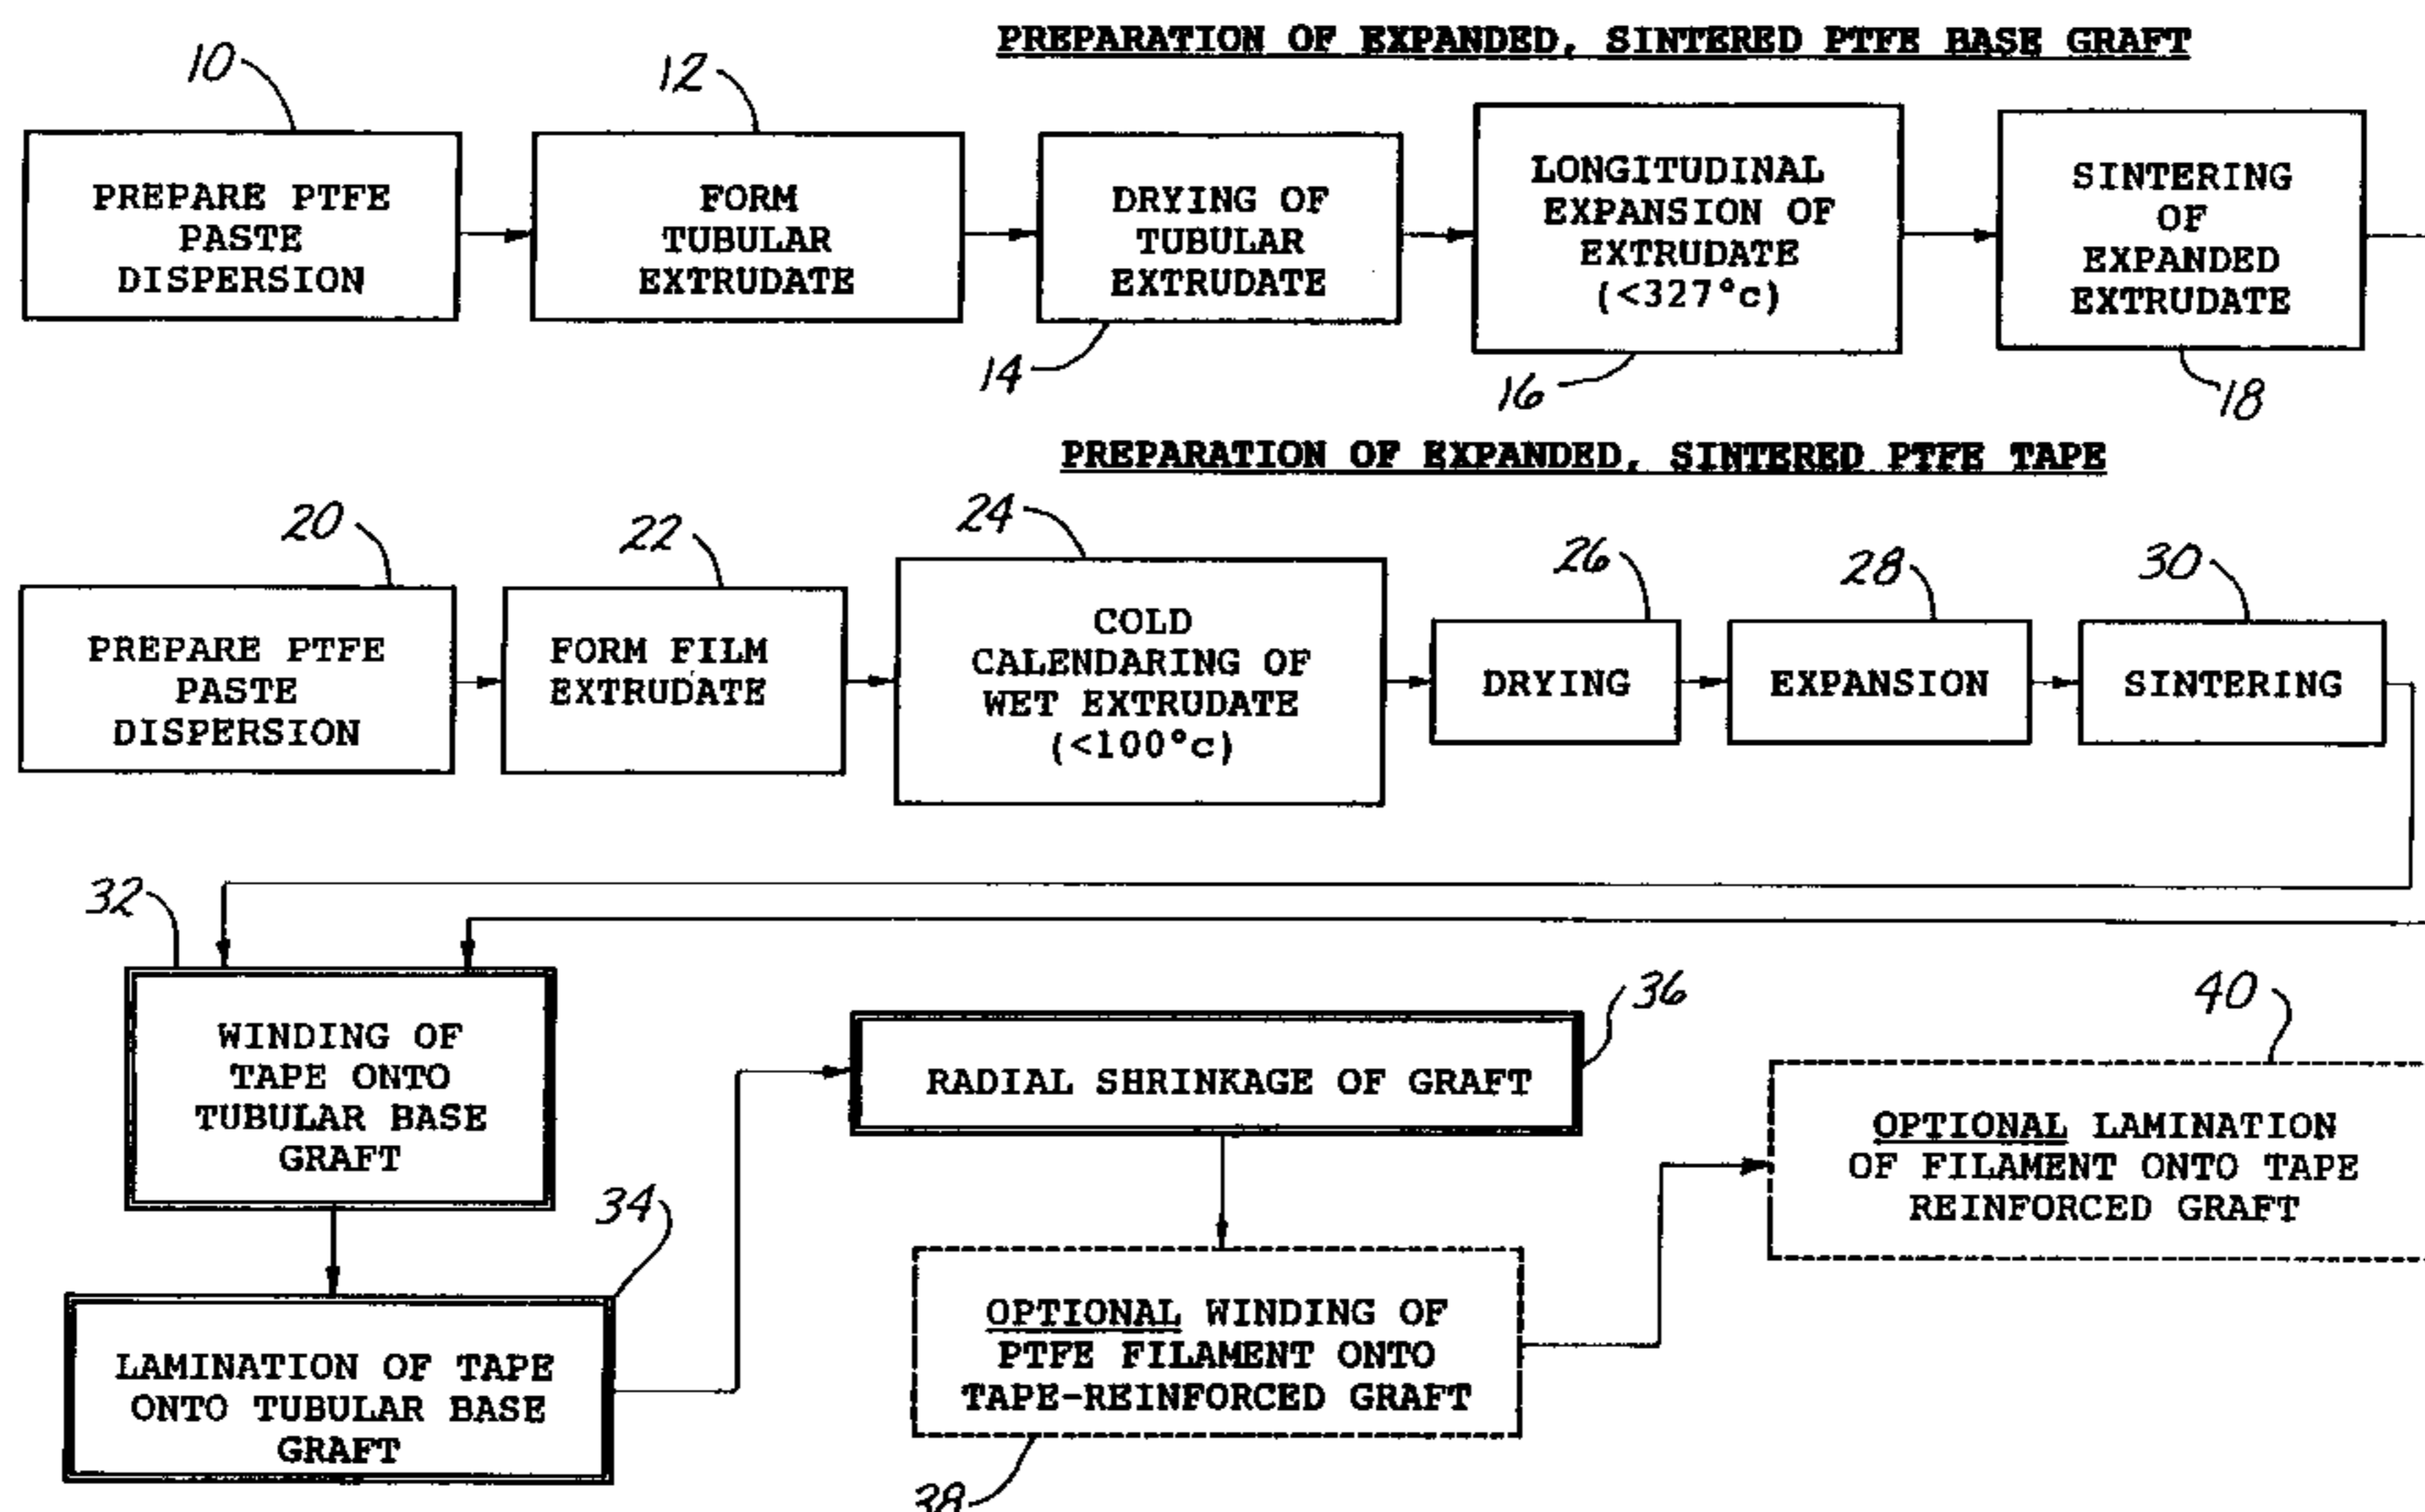 PREPARATION OF EXPANDED, SINTERED PTFE BASE GRAFT
10
PREPARE PTFE
PASTE
DISPERSION
12
FORM
TUBULAR
EXTRUDATE
DRYING OF
TUBULAR
EXTRUDATE
14
LONGITUDINAL
EXPANSION OF
EXTRUDATE
(<327°c)
16
SINTERING
OF
EXPANDED
EXTRUDATE
18
PREPARATION OF EXPANDED, SINTERED PTFE TAPE
20
PREPARE PTFE
PASTE
DISPERSION
22
FORM FILM
EXTRUDATE
24
COLD
CALENDARING OF
WET EXTRUDATE
(<100°c)
26
DRYING
28
EXPANSION
30
SINTERING
32
WINDING OF
TAPE ONTO
TUBULAR BASE
GRAFT
34
LAMINATION OF TAPE
ONTO TUBULAR BASE
GRAFT
36
RADIAL SHRINKAGE OF GRAFT
OPTIONAL WINDING OF
PTFE FILAMENT ONTO
TAPE-REINFORCED GRAFT
38
40
OPTIONAL LAMINATION
OF FILAMENT ONTO TAPE
REINFORCED GRAFT